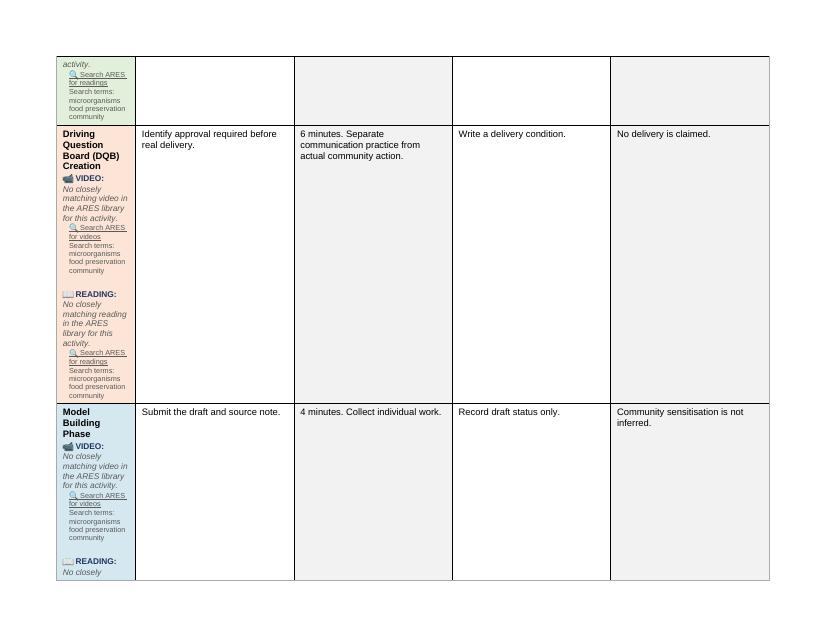 activity.
🔍 Search ARES
for readings
Search terms:
microorganisms
food preservation
community
Driving
Question
Board (DQB)
Creation
📹 VIDEO:
No closely
matching video in
the ARES library
for this activity.
🔍 Search ARES
for videos
Search terms:
microorganisms
food preservation
community
📖 READING:
No closely
matching reading
in the ARES
library for this
activity.
🔍 Search ARES
for readings
Search terms:
microorganisms
food preservation
community
Identify approval required before
real delivery.
6 minutes. Separate
communication practice from
actual community action.
Write a delivery condition.
No delivery is claimed.
Model
Building
Phase
📹 VIDEO:
No closely
matching video in
the ARES library
for this activity.
🔍 Search ARES
for videos
Search terms:
microorganisms
food preservation
community
📖 READING:
No closely
Submit the draft and source note.
4 minutes. Collect individual work.
Record draft status only.
Community sensitisation is not
inferred.